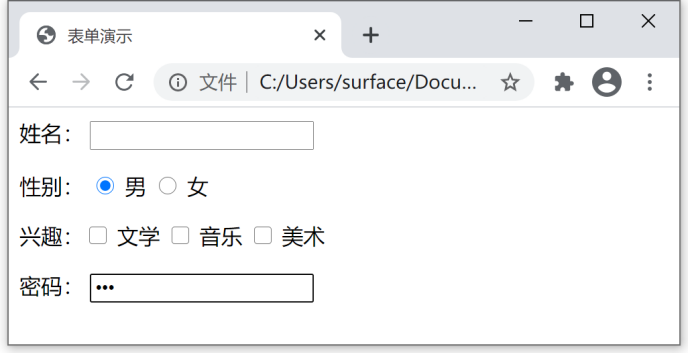 表单演示
文件 C:/Users/surface/Docu...
姓名：
性别： 男 女
兴趣： 文学 音乐 美术
密码： •••